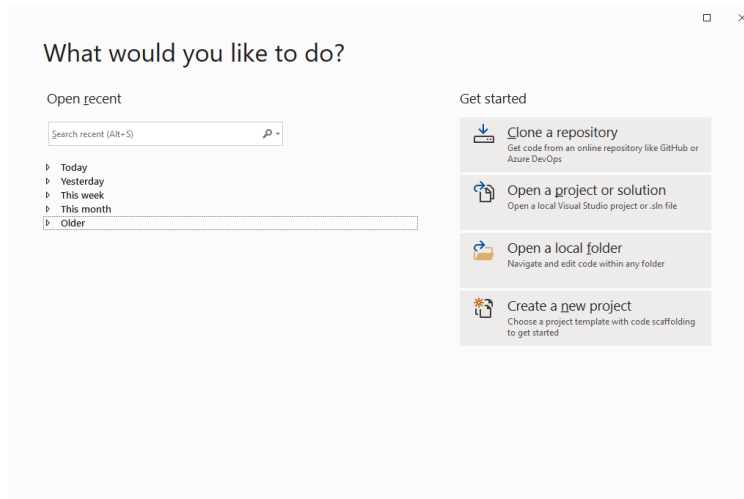 What would you like to do?
Open recent
Search recent (Alt+S)
Today
Yesterday
This week
This month
Older
Get started
Clone a repository
Get code from an online repository like GitHub or
Azure DevOps
Open a project or solution
Open a local Visual Studio project or .sln file
Open a local folder
Navigate and edit code within any folder
Create a new project
Choose a project template with code scaffolding
to get started